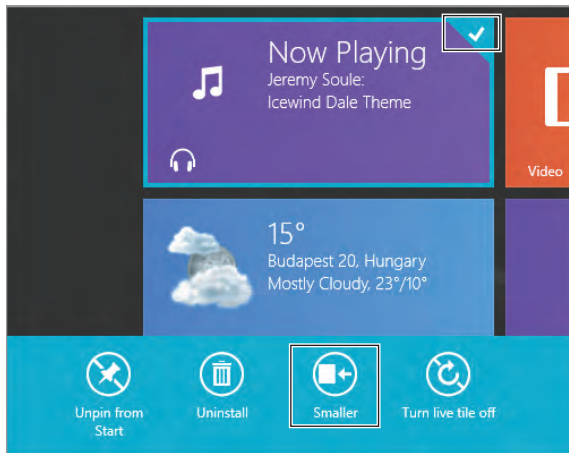 Now Playing
Jeremy Soule:
Icewind Dale Theme
Video
15°
Budapest 20, Hungary
Mostly Cloudy, 23°/10°
Unpin from
Start
Uninstall
Smaller
Turn live tile off